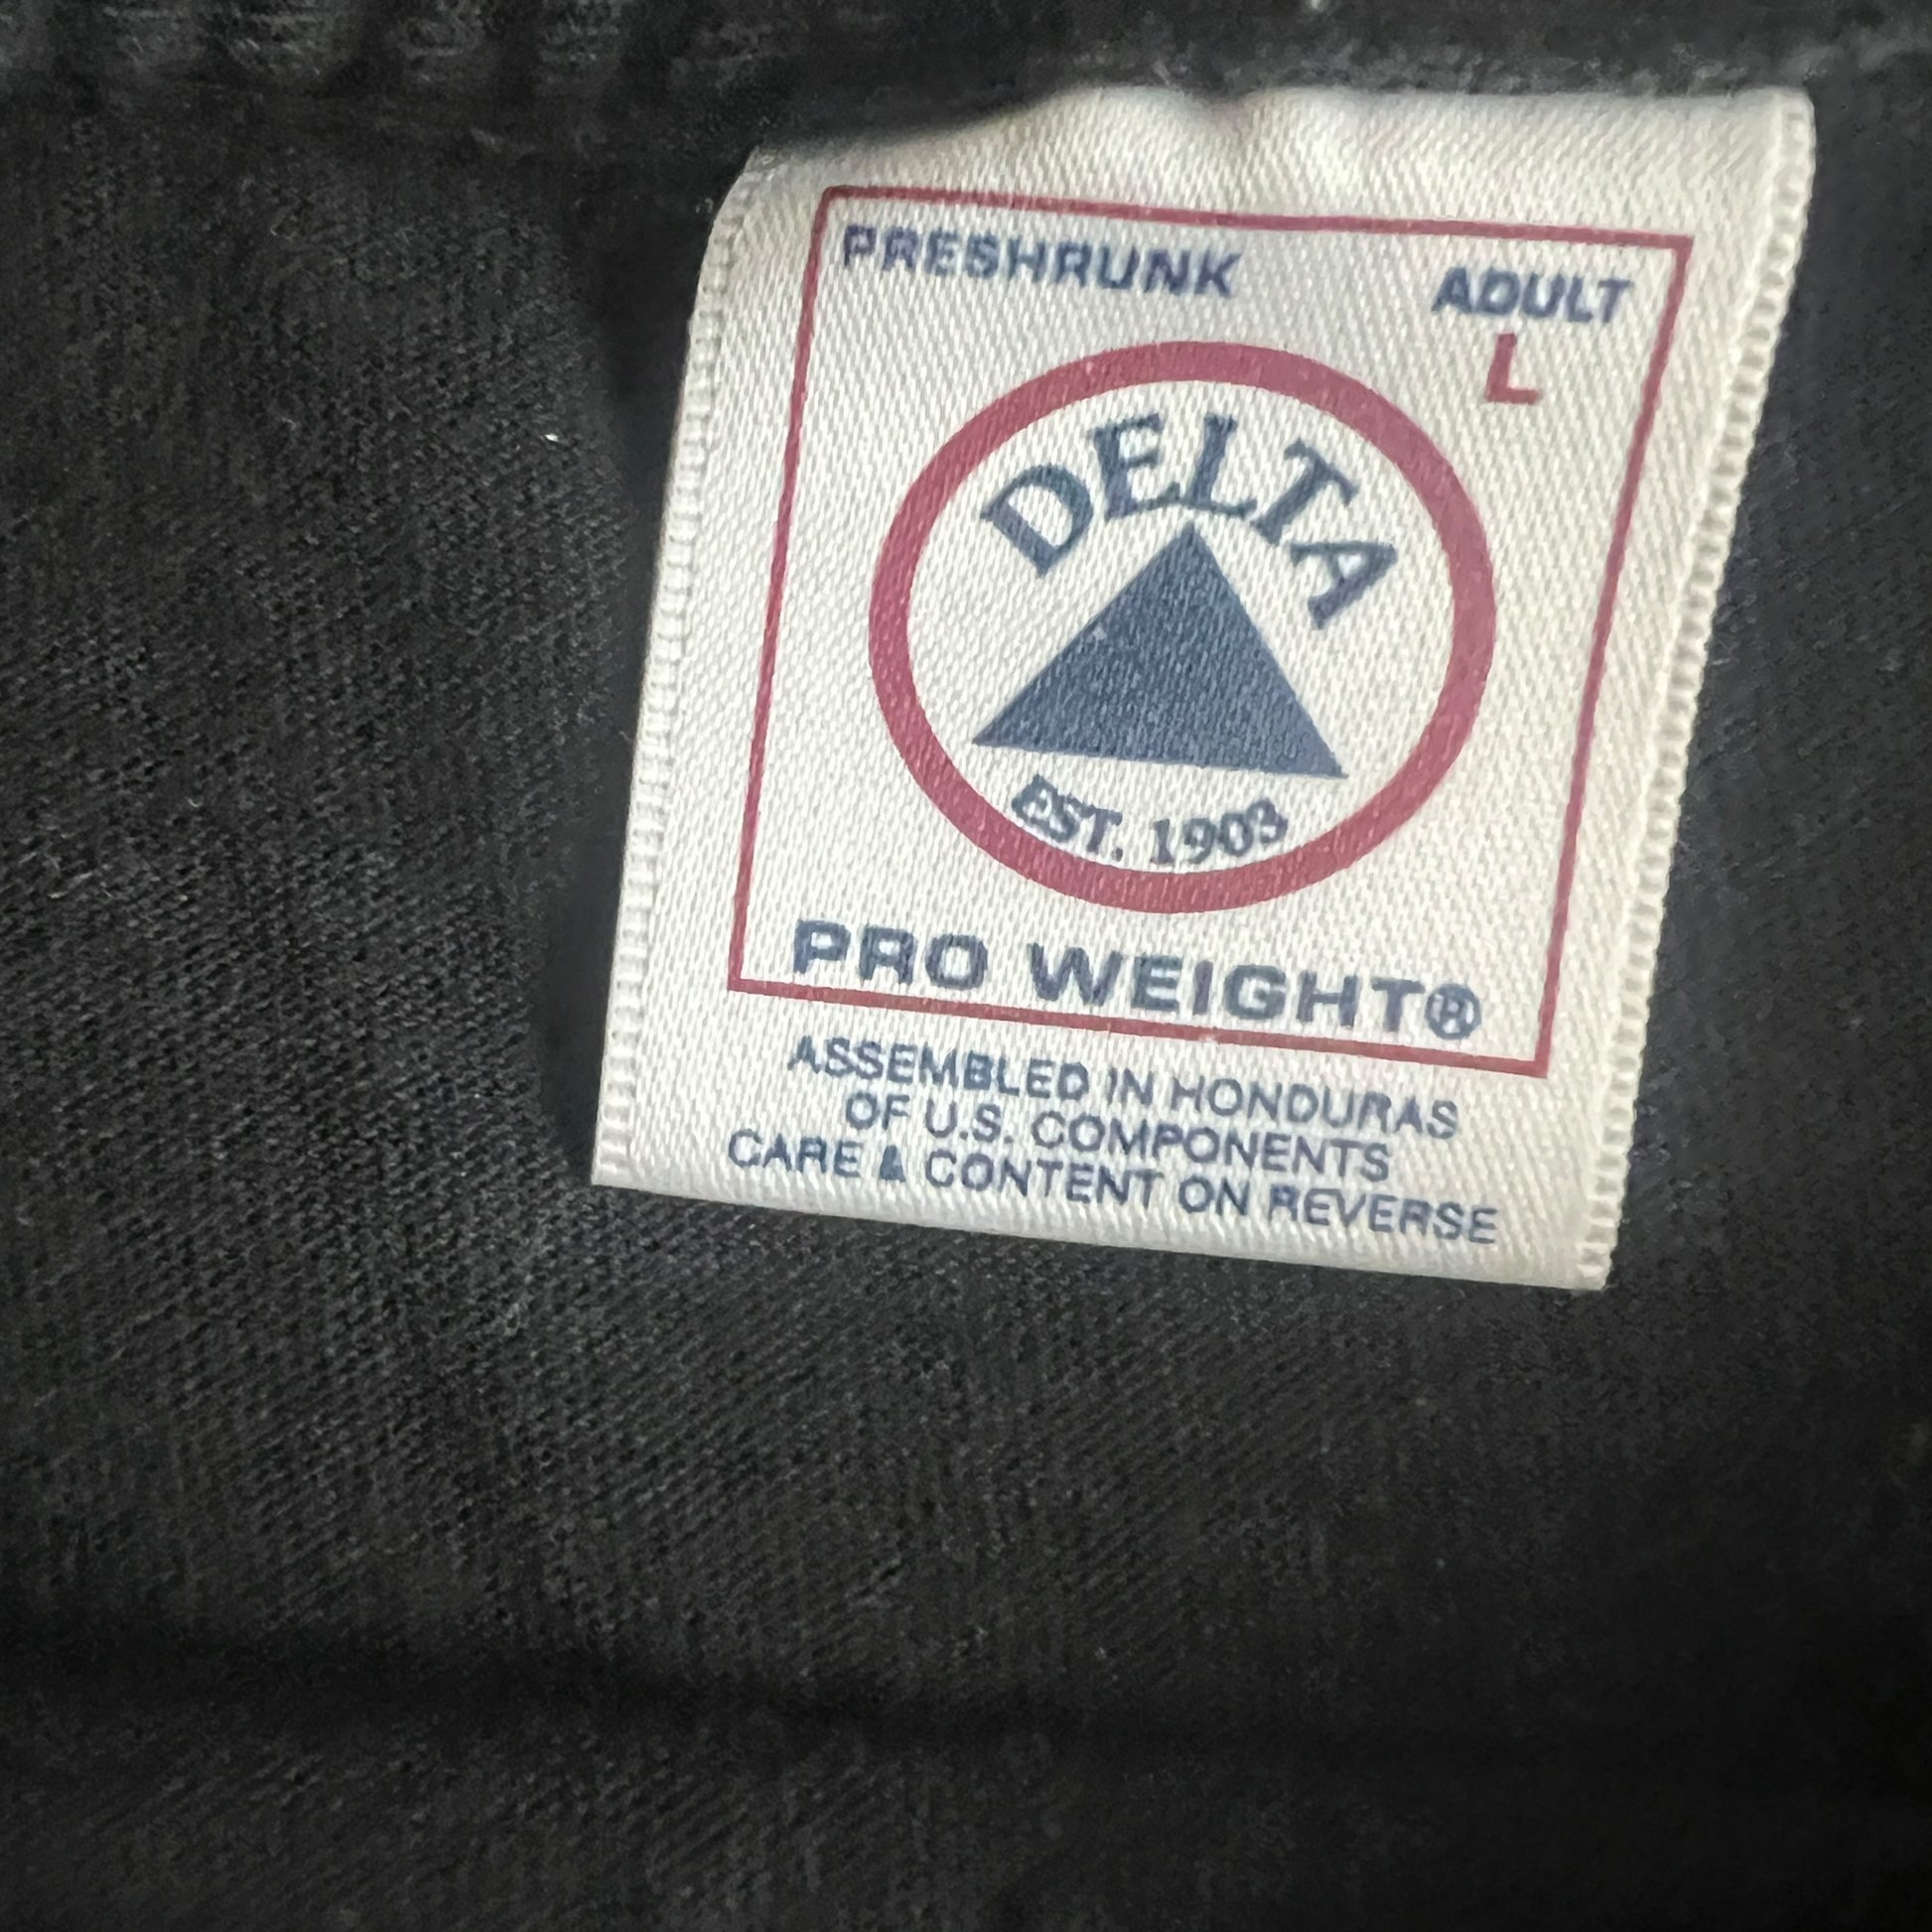 PRESHRUNK
ADULT
L
DELTA
EST. 1903
PRO WEIGHT®
ASSEMBLED IN HONDURAS
OF U.S. COMPONENTS
CARE & CONTENT ON REVERSE